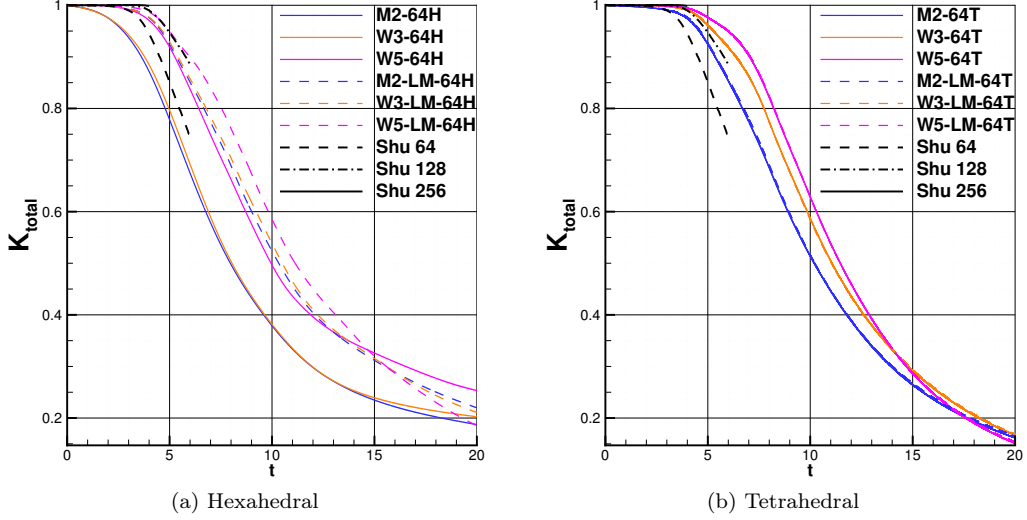 K_total
1
0.8
0.6
0.4
0.2
0
5
10
15
20
t
M2-64H
W3-64H
W5-64H
M2-LM-64H
W3-LM-64H
W5-LM-64H
Shu 64
Shu 128
Shu 256
(a) Hexahedral
K_total
1
0.8
0.6
0.4
0.2
0
5
10
15
20
t
M2-64T
W3-64T
W5-64T
M2-LM-64T
W3-LM-64T
W5-LM-64T
Shu 64
Shu 128
Shu 256
(b) Tetrahedral